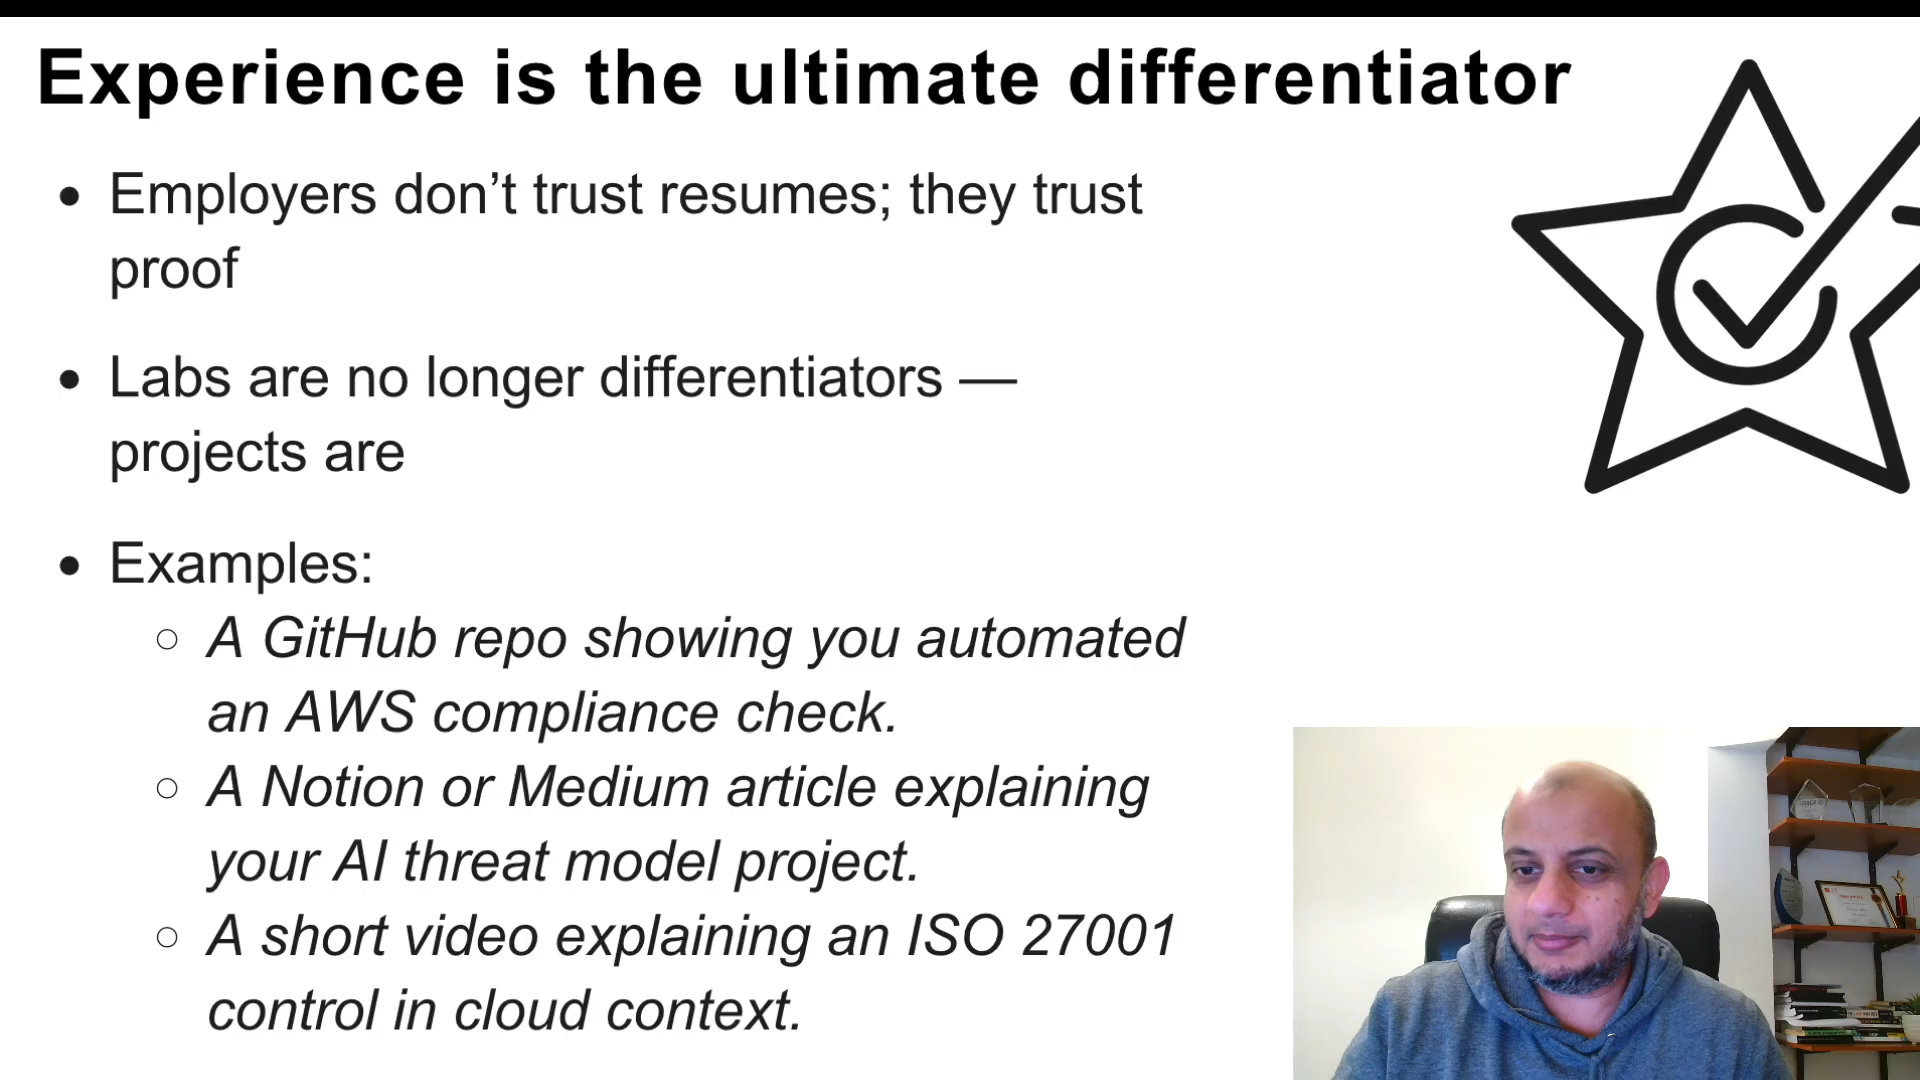 Experience is the ultimate differentiator
• Employers don’t trust resumes; they trust
proof
• Labs are no longer differentiators —
projects are
• Examples:
○ A GitHub repo showing you automated
an AWS compliance check.
○ A Notion or Medium article explaining
your AI threat model project.
○ A short video explaining an ISO 27001
control in cloud context.